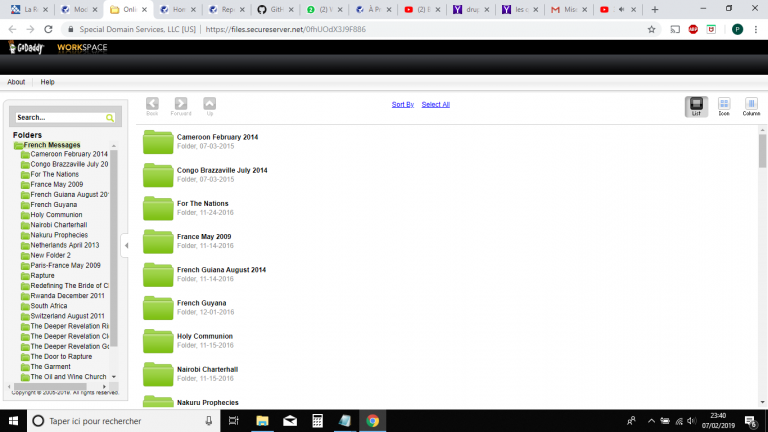 La R
Onli
Hom
Rep
GitH
(2) V
À P
(2) I
dru
les
Mis
Special Domain Services, LLC [US] | https://files.secureserver.net/0fhUOdX3J9F886
GoDaddy WORKSPACE
About Help
Search...
Folders
French Messages
Cameroon February 2014
Congo Brazzaville July 20
For The Nations
France May 2009
French Guiana August 20
French Guyana
Holy Communion
Nairobi Charterhall
Nakuru Prophecies
Netherlands April 2013
New Folder 2
Paris-France May 2009
Rapture
Redefining The Bride of C
Rwanda December 2011
South Africa
Switzerland August 2011
The Deeper Revelation Ri
The Deeper Revelation Cl
The Deeper Revelation Go
The Door to Rapture
The Garment
The Oil and Wine Church
Copyright © 2005-2019. All rights reserved.
Back Forward Up
Sort By Select All
List Icon Column
Cameroon February 2014
Folder, 07-03-2015
Congo Brazzaville July 2014
Folder, 07-03-2015
For The Nations
Folder, 11-24-2016
France May 2009
Folder, 11-14-2016
French Guiana August 2014
Folder, 11-14-2016
French Guyana
Folder, 12-01-2016
Holy Communion
Folder, 11-15-2016
Nairobi Charterhall
Folder, 11-15-2016
Nakuru Prophecies
Taper ici pour rechercher
23:40
07/02/2019
6